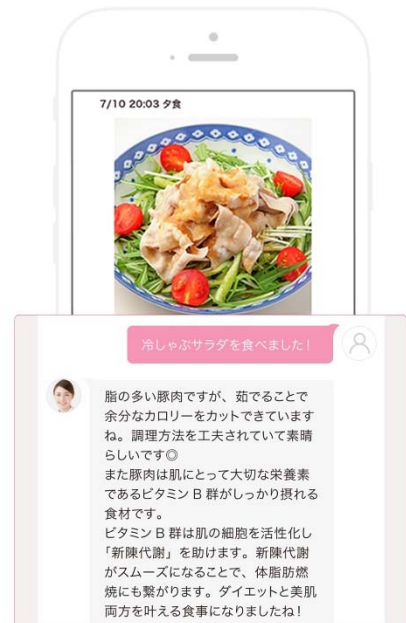 7/10 20:03 夕食
冷しゃぶサラダを食べました！
脂の多い豚肉ですが、茹でることで
余分なカロリーをカットできています
ね。調理方法を工夫されていて素晴
らしいです◎
また豚肉は肌にとって大切な栄養素
であるビタミン B 群がしっかり摂れる
食材です。
ビタミン B 群は肌の細胞を活性化し
「新陳代謝」を助けます。新陳代謝
がスムーズになることで、体脂肪燃
焼にも繋がります。ダイエットと美肌
両方を叶える食事になりましたね！